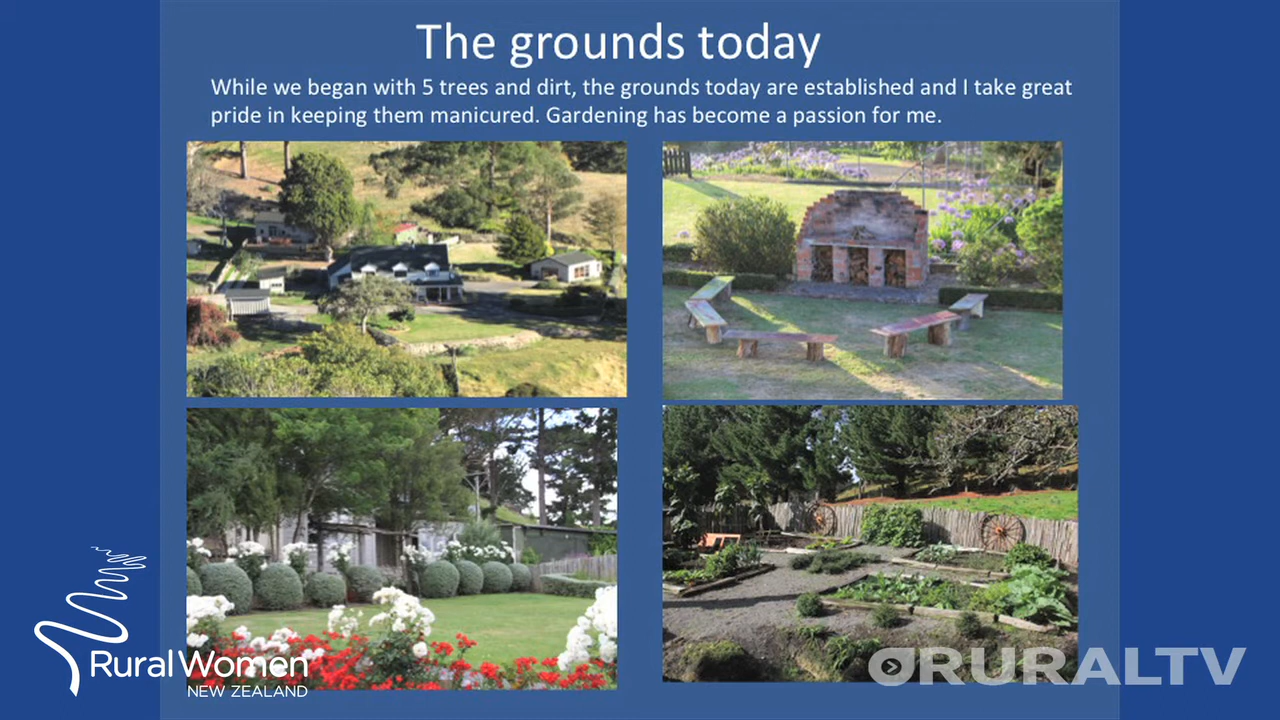 The grounds today
While we began with 5 trees and dirt, the grounds today are established and I take great
pride in keeping them manicured. Gardening has become a passion for me.
Rural Women
NEW ZEALAND
RURALTV